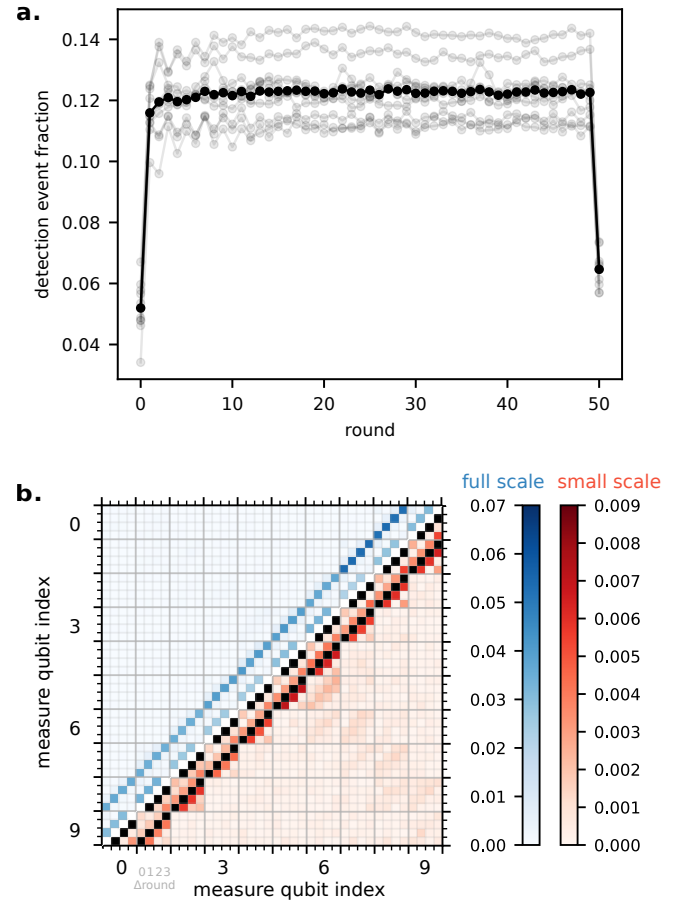 a.
detection event fraction
0.14
0.12
0.10
0.08
0.06
0.04
0 10 20 30 40 50
round
b.
full scale small scale
measure qubit index
0
3
6
9
0 3 6 9
0123
Δround
measure qubit index
0.07
0.06
0.05
0.04
0.03
0.02
0.01
0.00
0.009
0.008
0.007
0.006
0.005
0.004
0.003
0.002
0.001
0.000